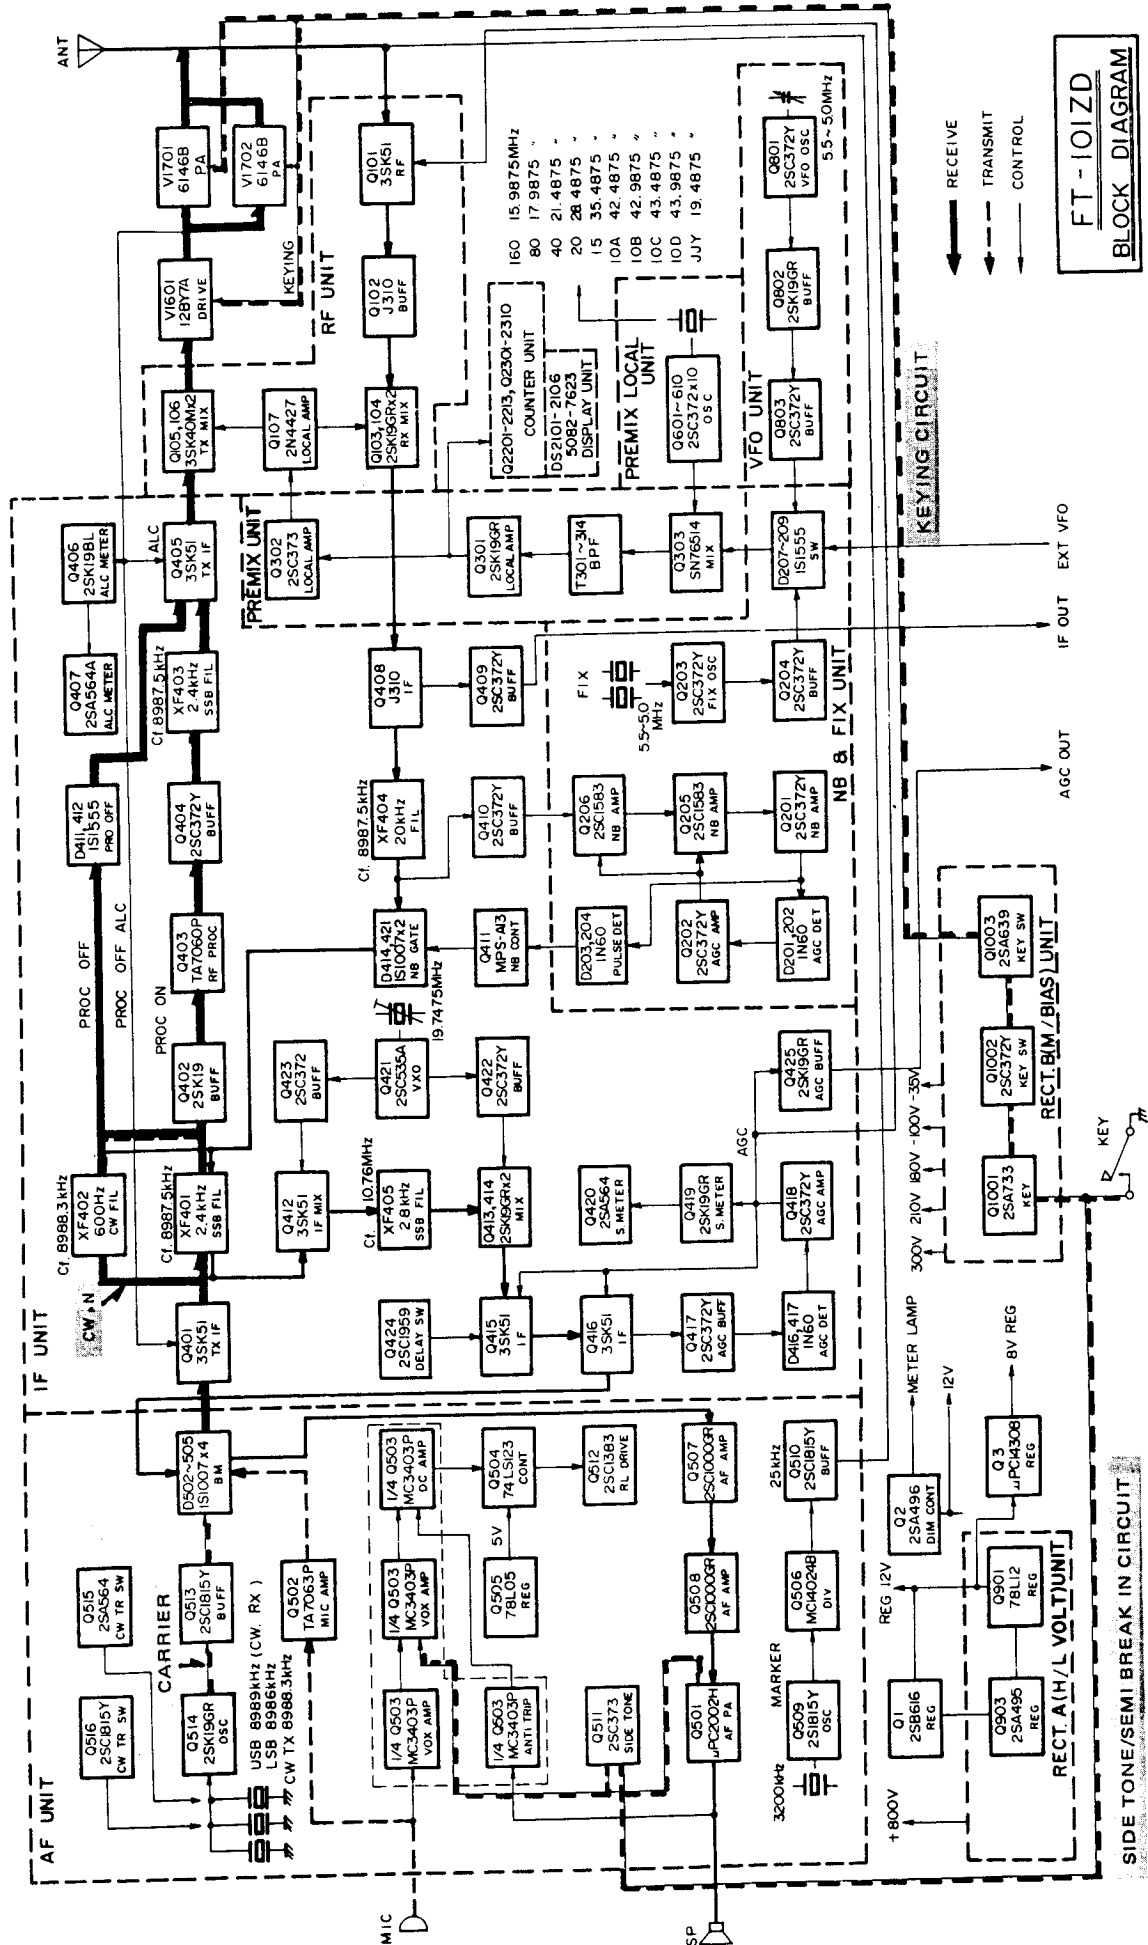 FT-101ZD
BLOCK DIAGRAM
RECEIVE
TRANSMIT
CONTROL
ANT
V1701
6146B
PA
V1702
6146B
PA
V1601
12BY7A
DRIVE
KEYING
RF UNIT
Q101
3SK51
RF
Q102
J310
BUFF
Q105,106
3SK40M×2
TX MIX
Q107
2N4427
LOCAL AMP
Q103,104
2SK19GR×2
RX MIX
160 15.9875MHz
80 17.9875 "
40 21.4875 "
20 28.4875 "
15 35.4875 "
10A 42.4875 "
10B 42.9875 "
10C 43.4875 "
10D 43.9875 "
JJY 19.4875 "
Q2201-2213,Q2301-2310
COUNTER UNIT
DS2101-2106
5082-7623
DISPLAY UNIT
PREMIX LOCAL
UNIT
Q601~610
2SC372×10
OSC
VFO UNIT
Q801
2SC372Y
VFO OSC
5.5~5.0MHz
Q802
2SK19GR
BUFF
Q803
2SC372Y
BUFF
KEYING CIRCUIT
IF UNIT
Q406
2SK19BL
ALC METER
ALC
Q405
3SK51
TX IF
Q407
2SA564A
ALC METER
Cf.8987.5kHz
XF403
2.4kHz
SSB FIL
D411,412
1S1555
PRO OFF
Q404
2SC372Y
BUFF
Q403
TA7060P
RF PROC
Q402
2SK19
BUFF
PROC OFF
PROC OFF ALC
PROC ON
Cf.8988.3kHz
XF402
600Hz
CW FIL
Cf.8987.5kHz
XF401
2.4kHz
SSB FIL
CW N
Q401
3SK51
TX IF
PREMIX UNIT
Q302
2SC373
LOCAL AMP
Q301
2SK19GR
LOCAL AMP
T301~314
BPF
Q303
SN76514
MIX
D207~209
1S1555
SW
EXT VFO
Q408
J310
IF
Q409
2SC372Y
BUFF
IF OUT
Cf. 8987.5kHz
XF404
20kHz
FIL
Q410
2SC372Y
BUFF
D414,421
1S1007×2
NB GATE
Q411
MPS-A13
NB CONT
NB & FIX UNIT
FIX
5.5~5.0
MHz
Q203
2SC372Y
FIX OSC
Q204
2SC372Y
BUFF
Q206
2SC1583
NB AMP
Q205
2SC1583
NB AMP
Q201
2SC372Y
NB AMP
D203,204
1N60
PULSE DET
Q202
2SC372Y
AGC AMP
D201,202
1N60
AGC DET
AGC OUT
19.7475MHz
Q423
2SC372
BUFF
Q421
2SC535A
VXO
Q422
2SC372Y
BUFF
Q412
3SK51
IF MIX
Cf. 10.76MHz
XF405
2.8kHz
SSB FIL
Q413,414
2SK19GR×2
MIX
Q420
2SA564
S.METER
Q419
2SK19GR
S. METER
AGC
Q425
2SK19GR
AGC BUFF
Q418
2SC372Y
AGC AMP
Q424
2SC1959
DELAY SW
Q415
3SK51
IF
Q416
3SK51
IF
Q417
2SC372Y
AGC BUFF
D416,417
1N60
AGC DET
AF UNIT
D502~505
1S1007×4
BM
Q515
2SA564
CW TR SW
Q516
2SC1815Y
CW TR SW
CARRIER
Q513
2SC1815Y
BUFF
Q514
2SK19GR
OSC
USB 8989kHz (CW. RX)
LSB 8986kHz
CW TX 8988.3kHz
Q502
TA7063P
MIC AMP
1/4 Q503
MC3403P
DC AMP
1/4 Q503
MC3403P
VOX AMP
1/4 Q503
MC3403P
VOX AMP
1/4 Q503
MC3403P
ANTI TRIP
Q504
74LS123
CONT
Q512
2SC1383
RL DRIVE
5V
Q505
78L05
REG
Q511
2SC373
SIDE TONE
Q507
2SC1000GR
AF AMP
Q508
2SC1000GR
AF AMP
Q501
μPC2002H
AF PA
25kHz
Q510
2SC1815Y
BUFF
Q506
MC14024B
DIV
MARKER
Q509
2S1815Y
OSC
3200kHz
MIC
SP
RECT.B(M/BIAS)UNIT
Q1003
2SA639
KEY SW
Q1002
2SC372Y
KEY SW
Q1001
2SA733
KEY
300V 210V 180V -100V -35V
KEY
METER LAMP
12V
8V REG
Q2
2SA496
DIM CONT
Q3
μPC14308
REG
REG 12V
Q1
2SB616
REG
Q901
78L12
REG
Q903
2SA495
REG
RECT. A(H/L VOLT)UNIT
+800V
SIDE TONE/SEMI BREAK IN CIRCUIT